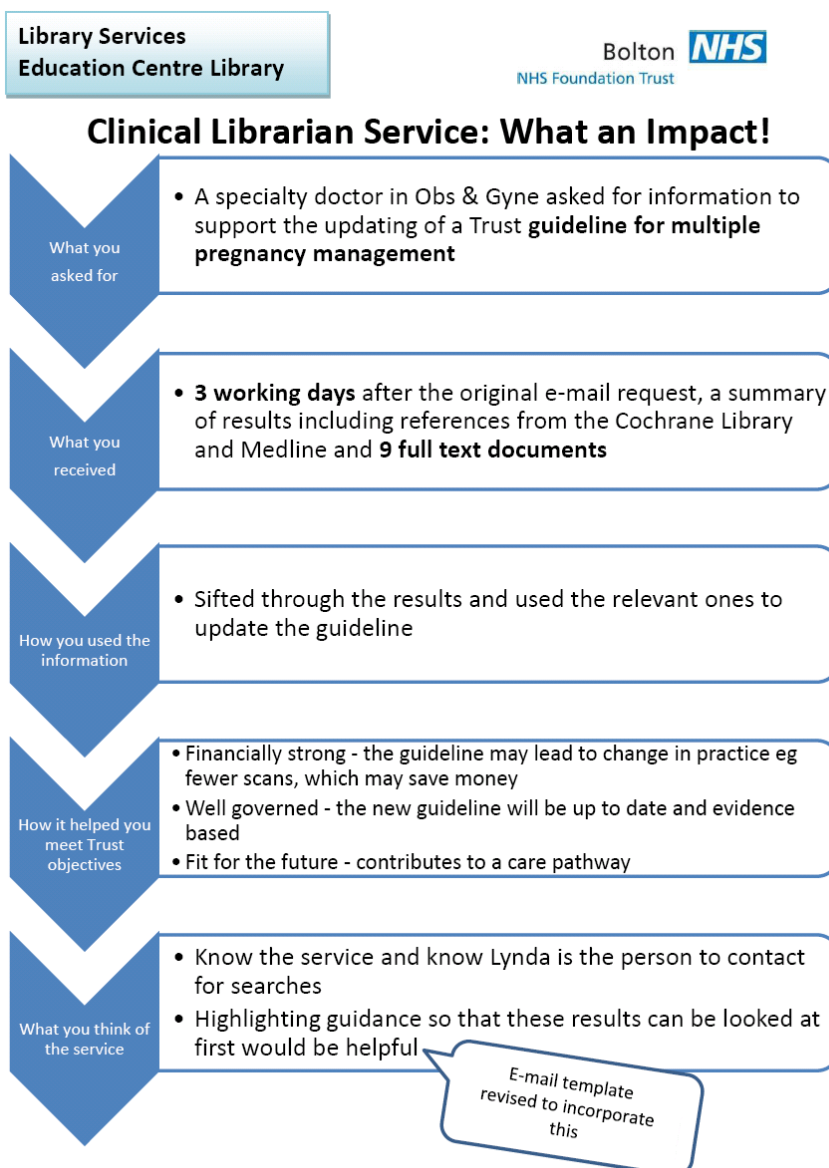 Library Services
Education Centre Library
Bolton NHS
NHS Foundation Trust
Clinical Librarian Service: What an Impact!
What you
asked for
• A specialty doctor in Obs & Gyne asked for information to
support the updating of a Trust guideline for multiple
pregnancy management
What you
received
• 3 working days after the original e-mail request, a summary
of results including references from the Cochrane Library
and Medline and 9 full text documents
How you used the
information
• Sifted through the results and used the relevant ones to
update the guideline
How it helped you
meet Trust
objectives
• Financially strong - the guideline may lead to change in practice eg
fewer scans, which may save money
• Well governed - the new guideline will be up to date and evidence
based
• Fit for the future - contributes to a care pathway
What you think of
the service
• Know the service and know Lynda is the person to contact
for searches
• Highlighting guidance so that these results can be looked at
first would be helpful
E-mail template
revised to incorporate
this